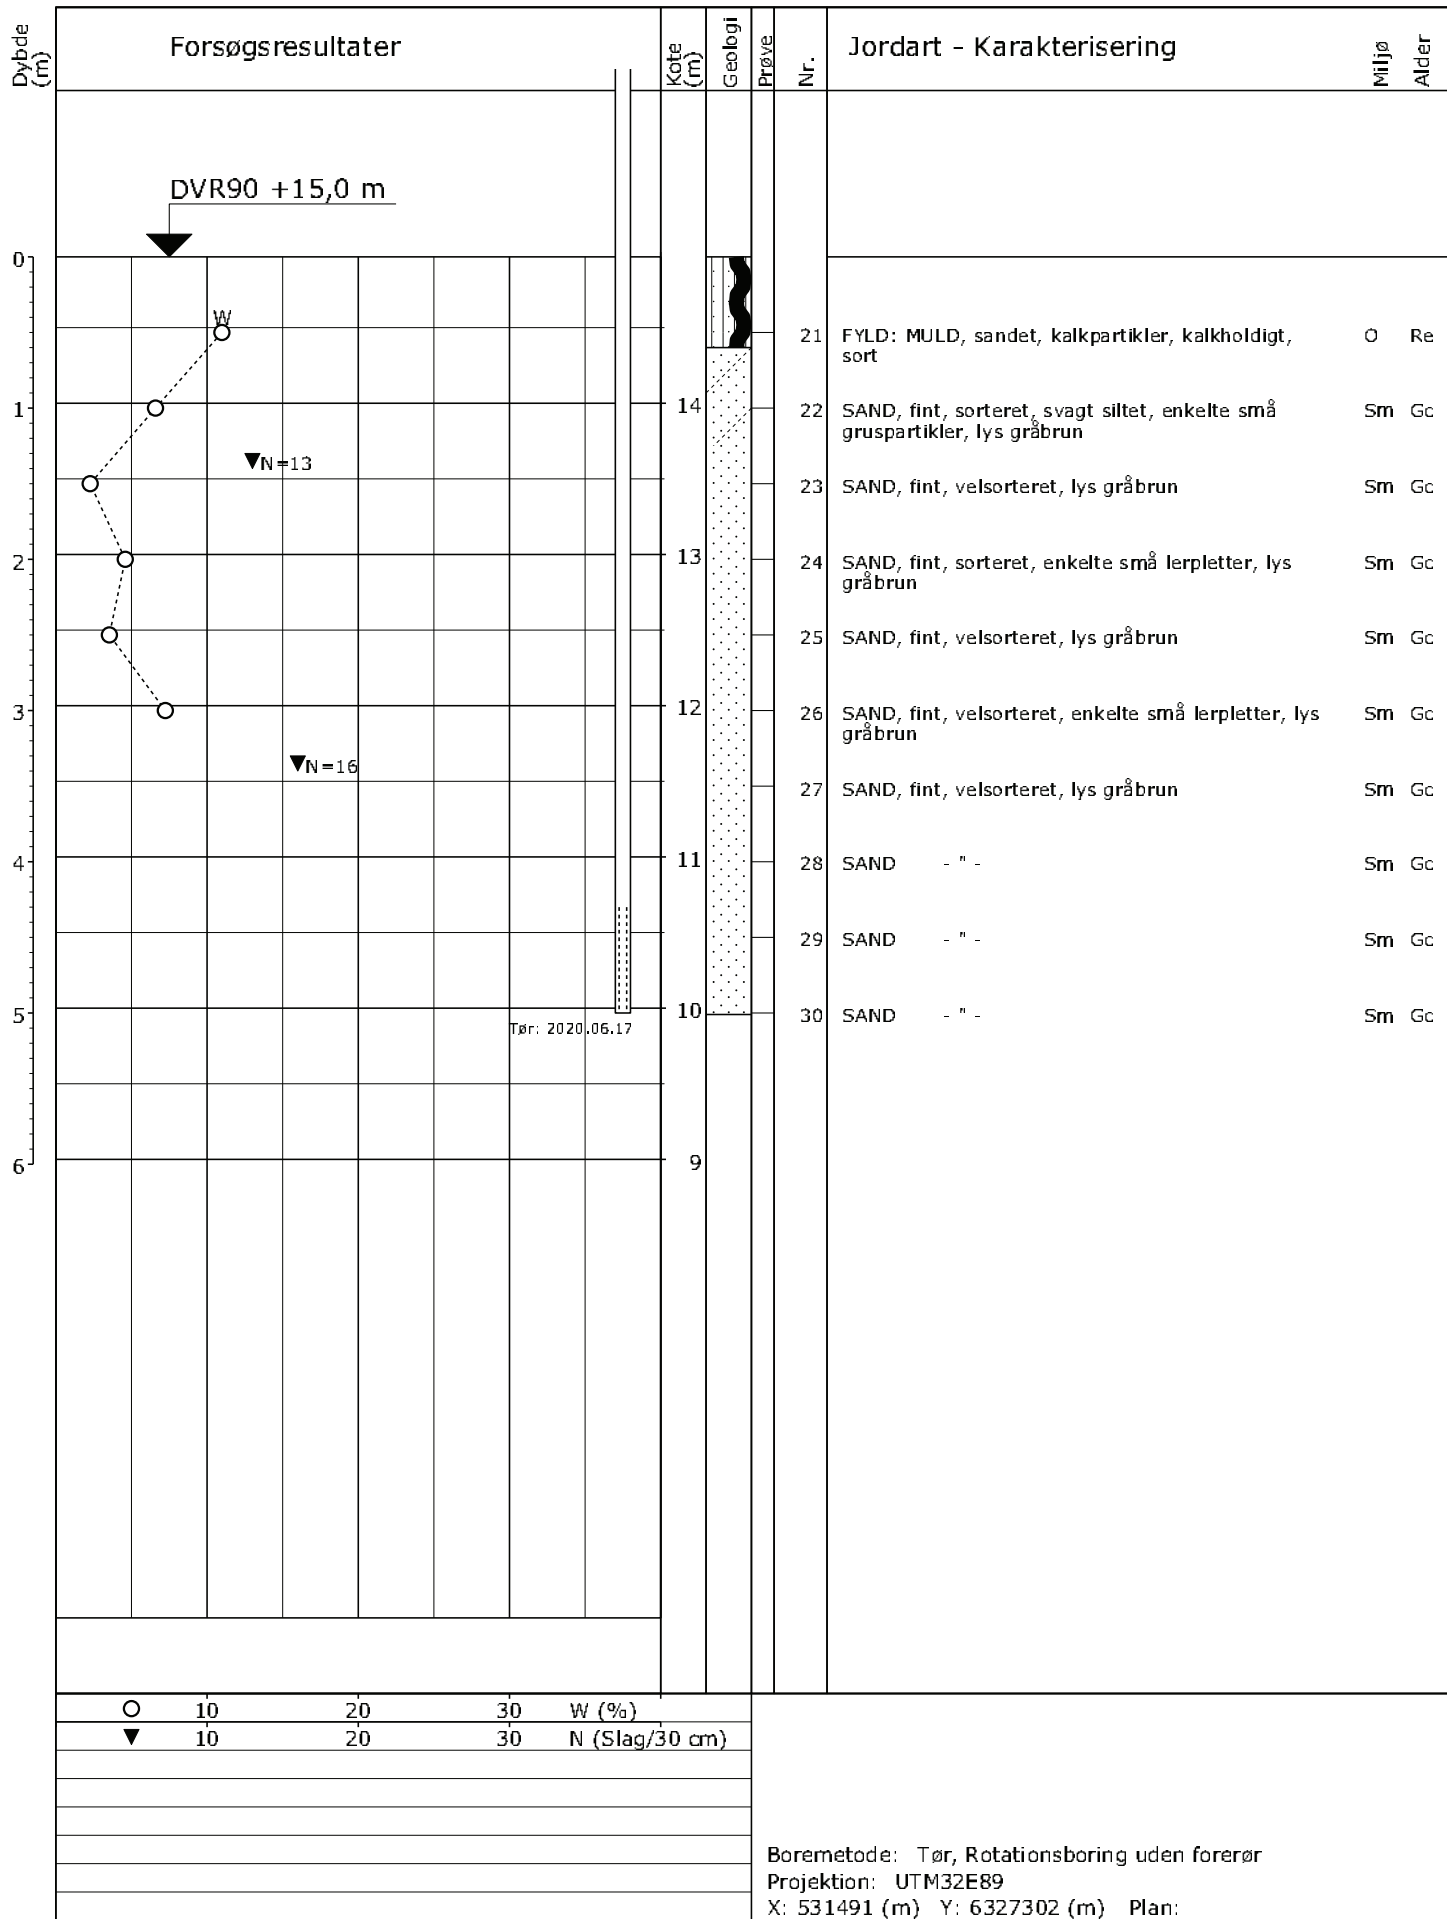 Dybde (m)
Forsøgsresultater
Kote (m)
Geologi
Prøve
Nr.
Jordart - Karakterisering
Miljø
Alder
DVR90 +15,0 m
0
W
21 FYLD: MULD, sandet, kalkpartikler, kalkholdigt, O Re
sort
1 14 22 SAND, fint, sorteret, svagt siltet, enkelte små Sm Gc
gruspartikler, lys gråbrun
N=13
23 SAND, fint, velsorteret, lys gråbrun Sm Gc
2 13 24 SAND, fint, sorteret, enkelte små lerpletter, lys Sm Gc
gråbrun
25 SAND, fint, velsorteret, lys gråbrun Sm Gc
3 12 26 SAND, fint, velsorteret, enkelte små lerpletter, lys Sm Gc
gråbrun
N=16
27 SAND, fint, velsorteret, lys gråbrun Sm Gc
4 11 28 SAND - " - Sm Gc
29 SAND - " - Sm Gc
5 10 30 SAND - " - Sm Gc
Tør: 2020.06.17
6 9
10 20 30 W (%)
10 20 30 N (Slag/30 cm)
Boremetode: Tør, Rotationsboring uden forerør
Projektion: UTM32E89
X: 531491 (m) Y: 6327302 (m) Plan: